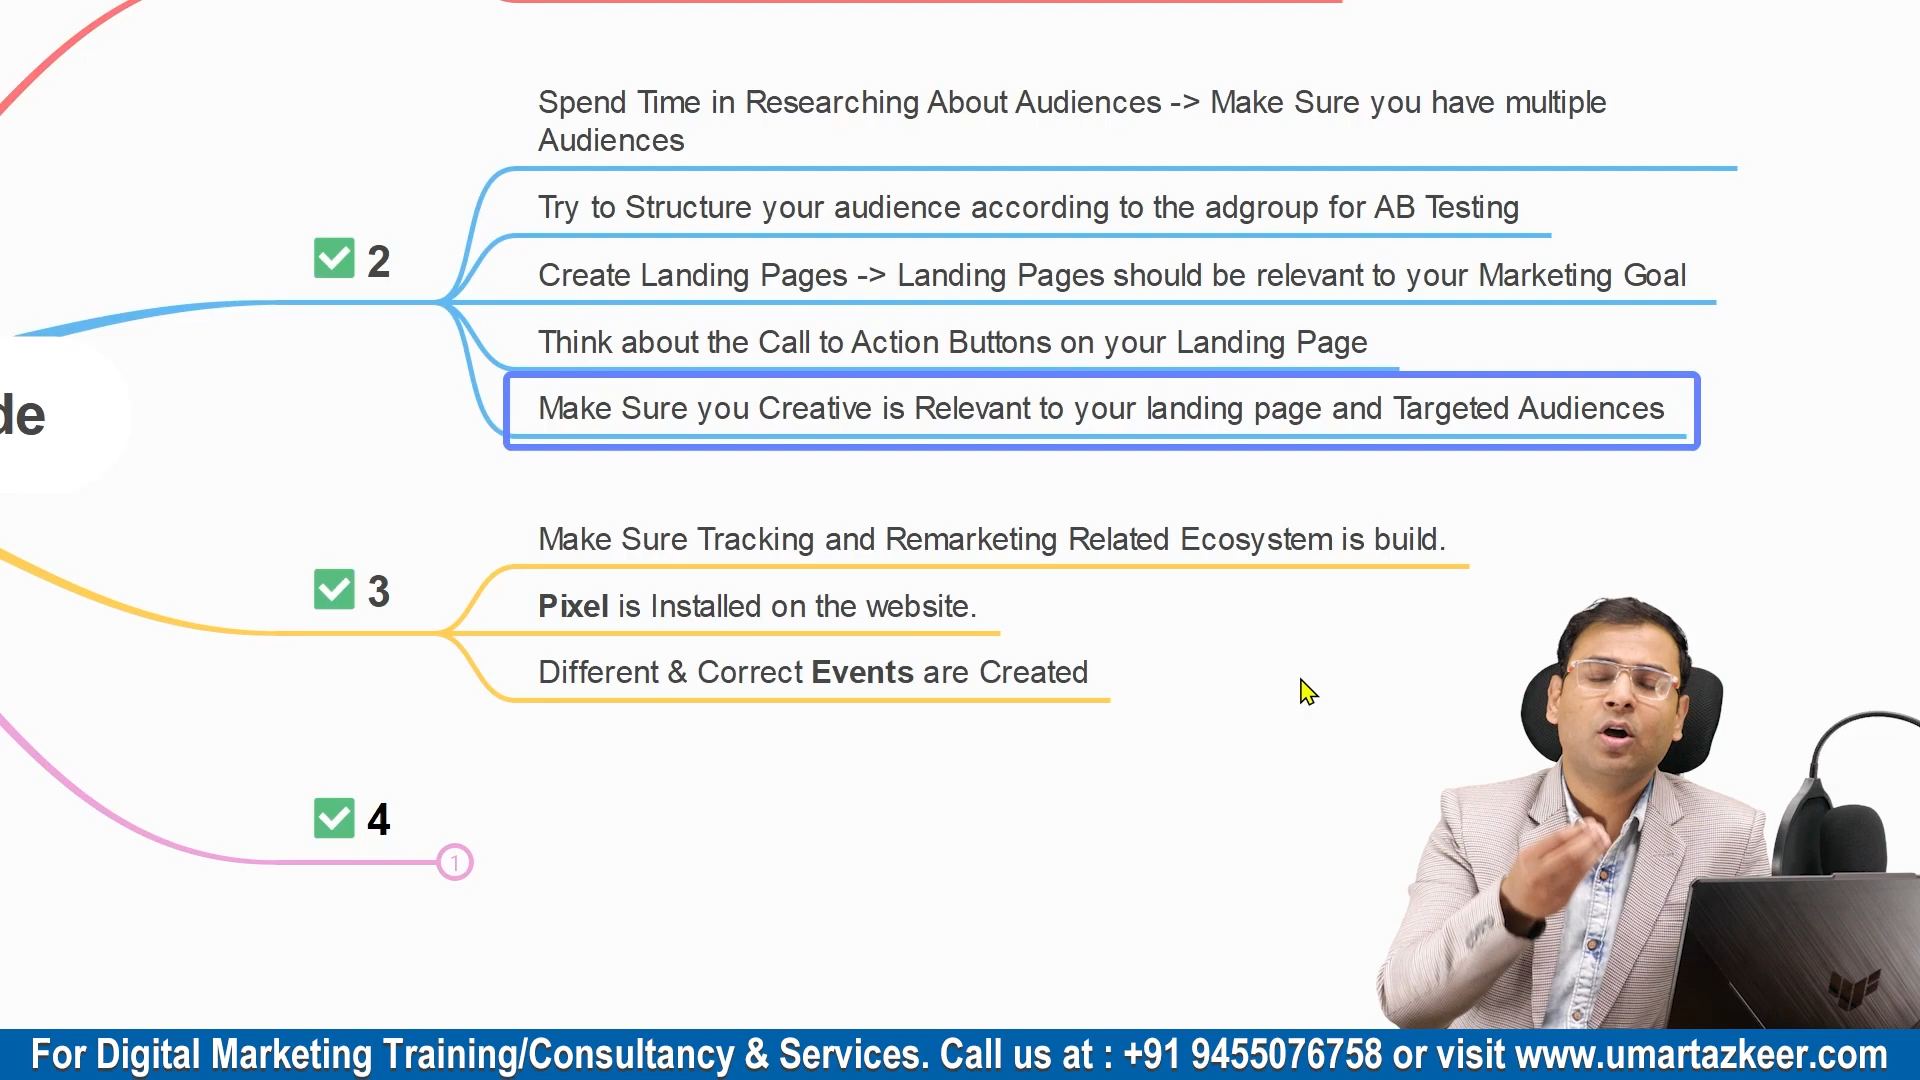 Spend Time in Researching About Audiences -> Make Sure you have multiple
Audiences
Try to Structure your audience according to the adgroup for AB Testing
2
Create Landing Pages -> Landing Pages should be relevant to your Marketing Goal
Think about the Call to Action Buttons on your Landing Page
de
Make Sure you Creative is Relevant to your landing page and Targeted Audiences
Make Sure Tracking and Remarketing Related Ecosystem is build.
3
Pixel is Installed on the website.
Different & Correct Events are Created
4
1
For Digital Marketing Training/Consultancy & Services. Call us at : +91 9455076758 or visit www.umartazkeer.com